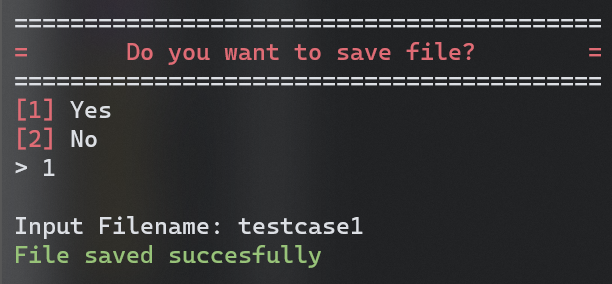 ==========================================
=       Do you want to save file?        =
==========================================
[1] Yes
[2] No
> 1
Input Filename: testcase1
File saved succesfully